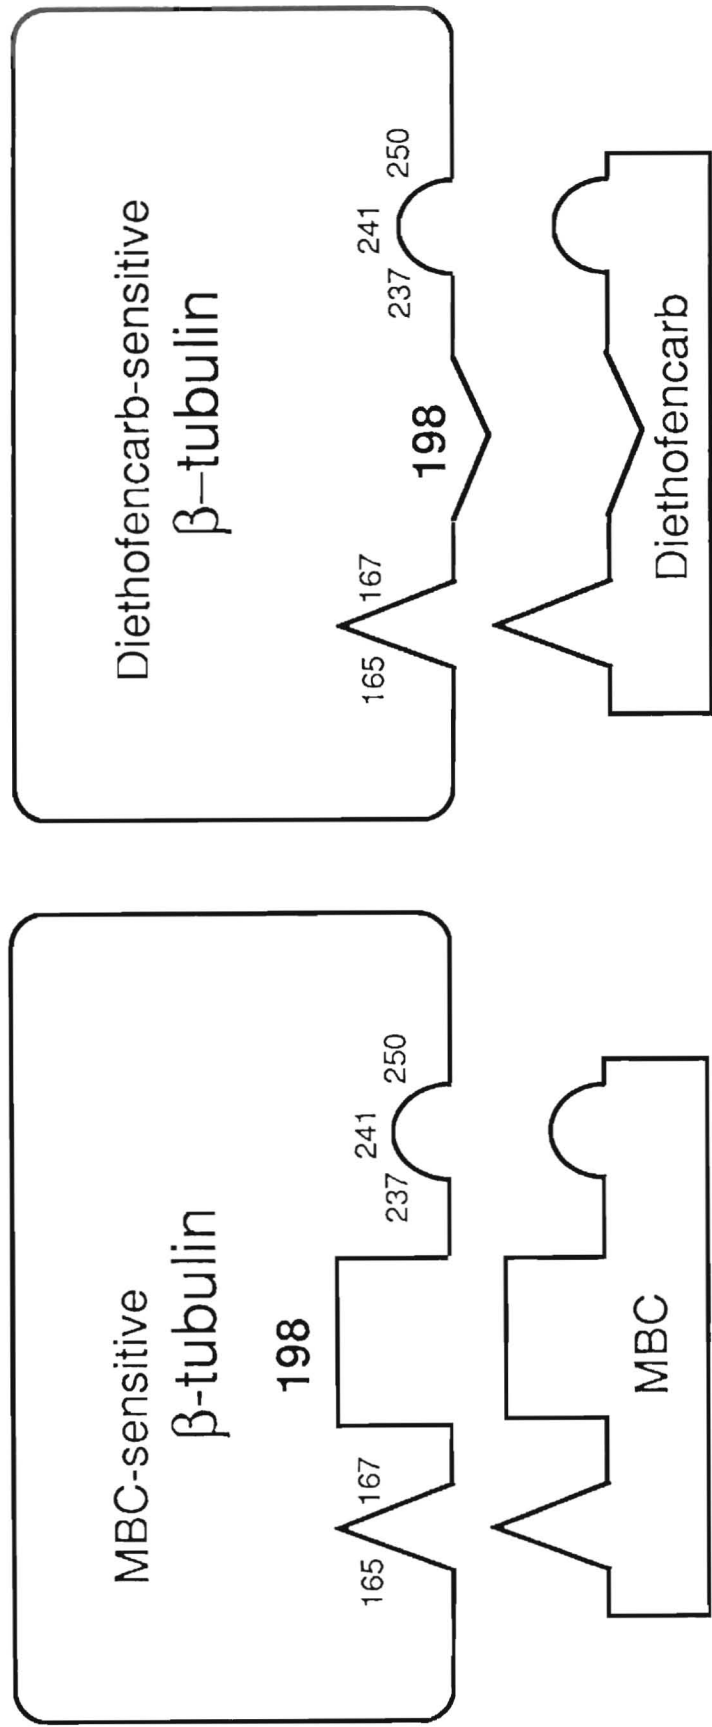 MBC-sensitive
β-tubulin
198
165
167
237
241
250
MBC
Diethofencarb-sensitive
β–tubulin
198
165
167
237
241
250
Diethofencarb